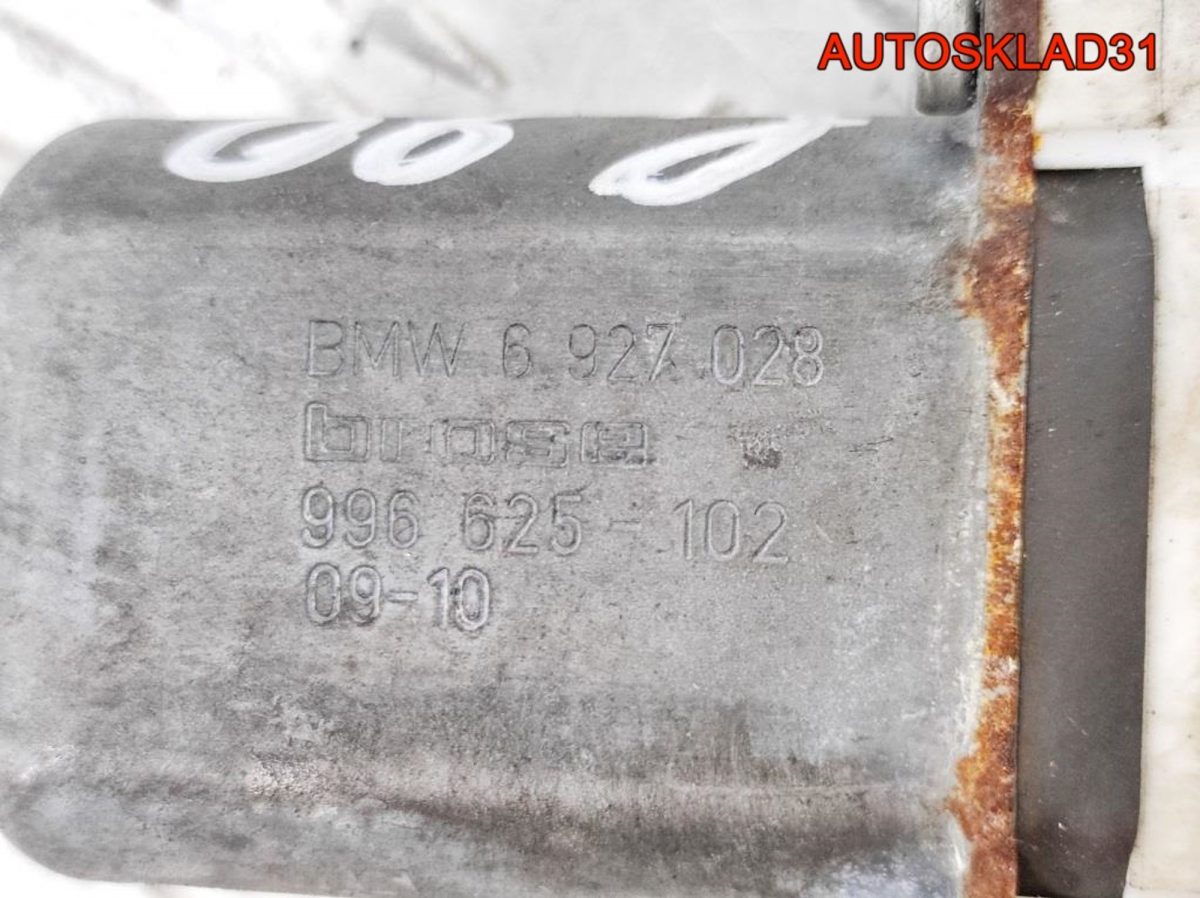 AUTOSKLAD31
BMW 6 927 028
brose
996 625-102
09-10